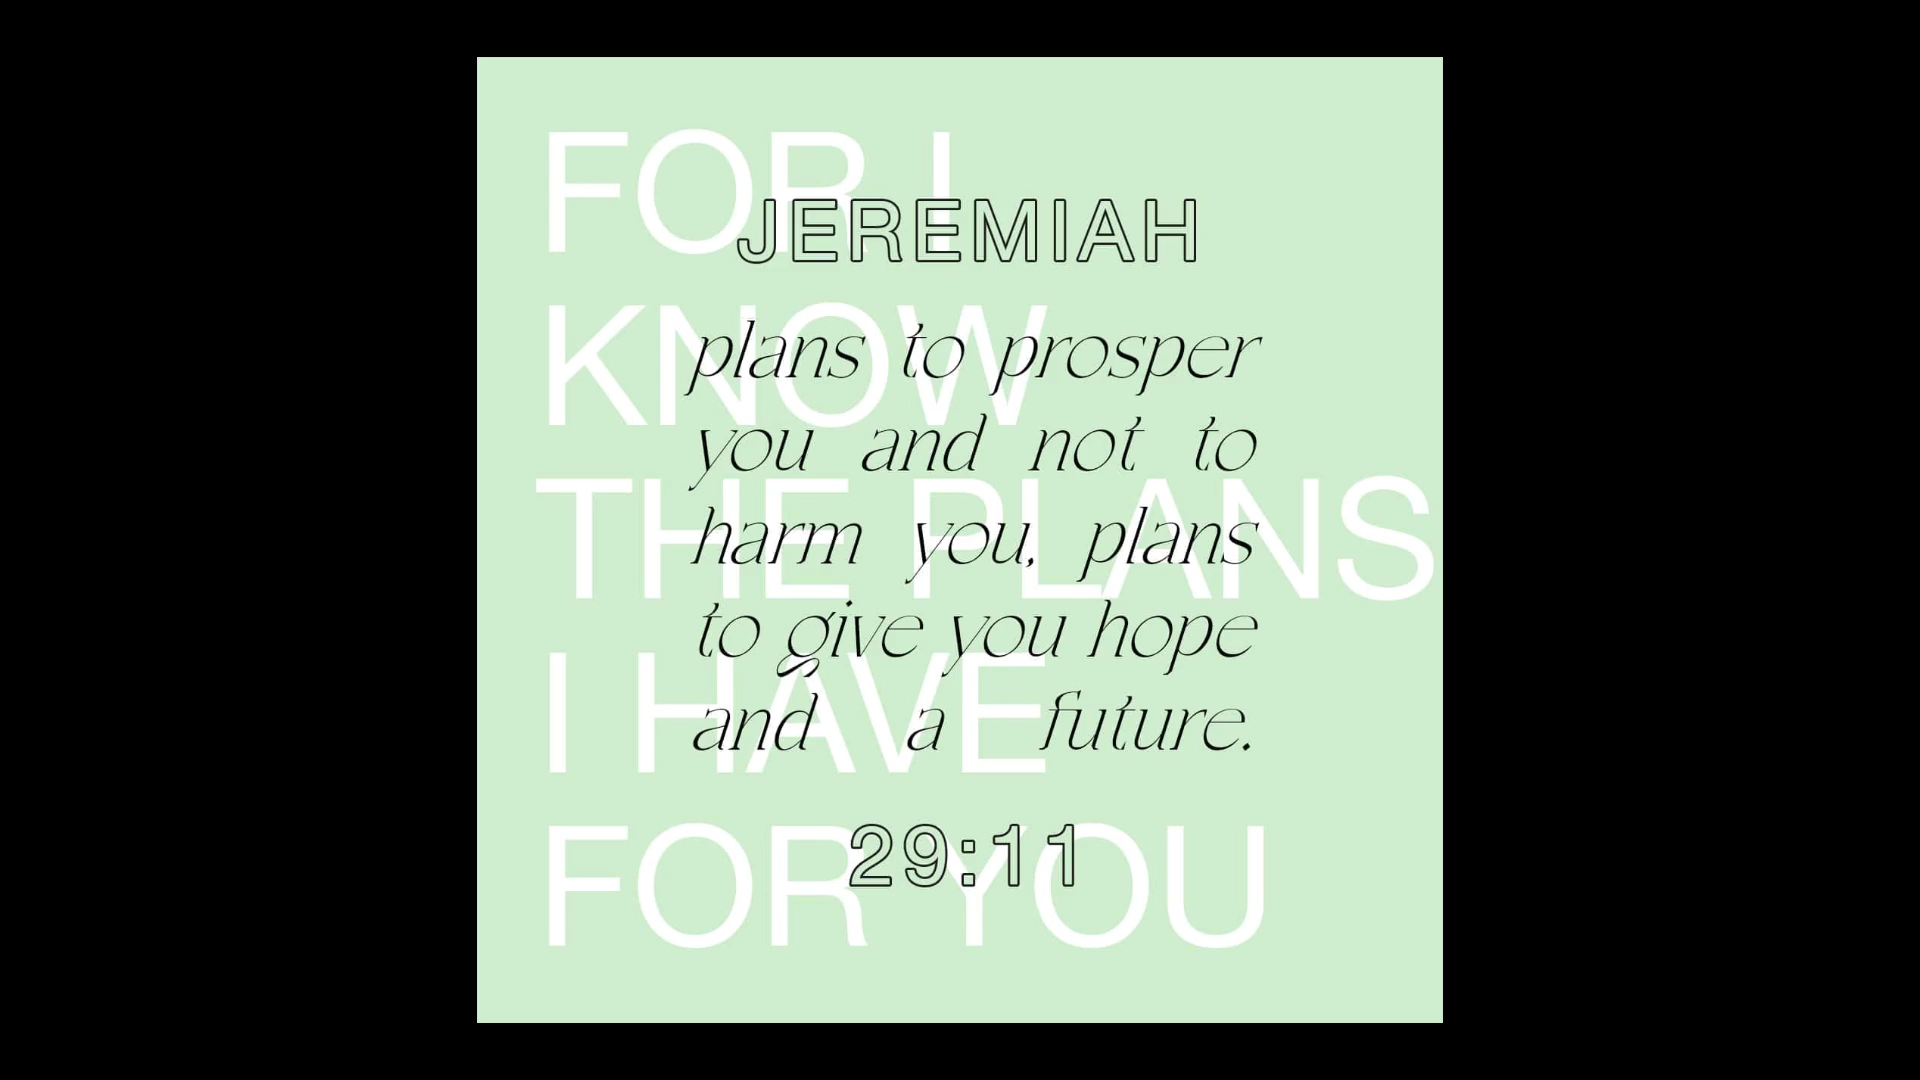 FOR I
KNOW
THE PLANS
I HAVE
FOR YOU
JEREMIAH
plans to prosper
you and not to
harm you, plans
to give you hope
and a future.
29:11